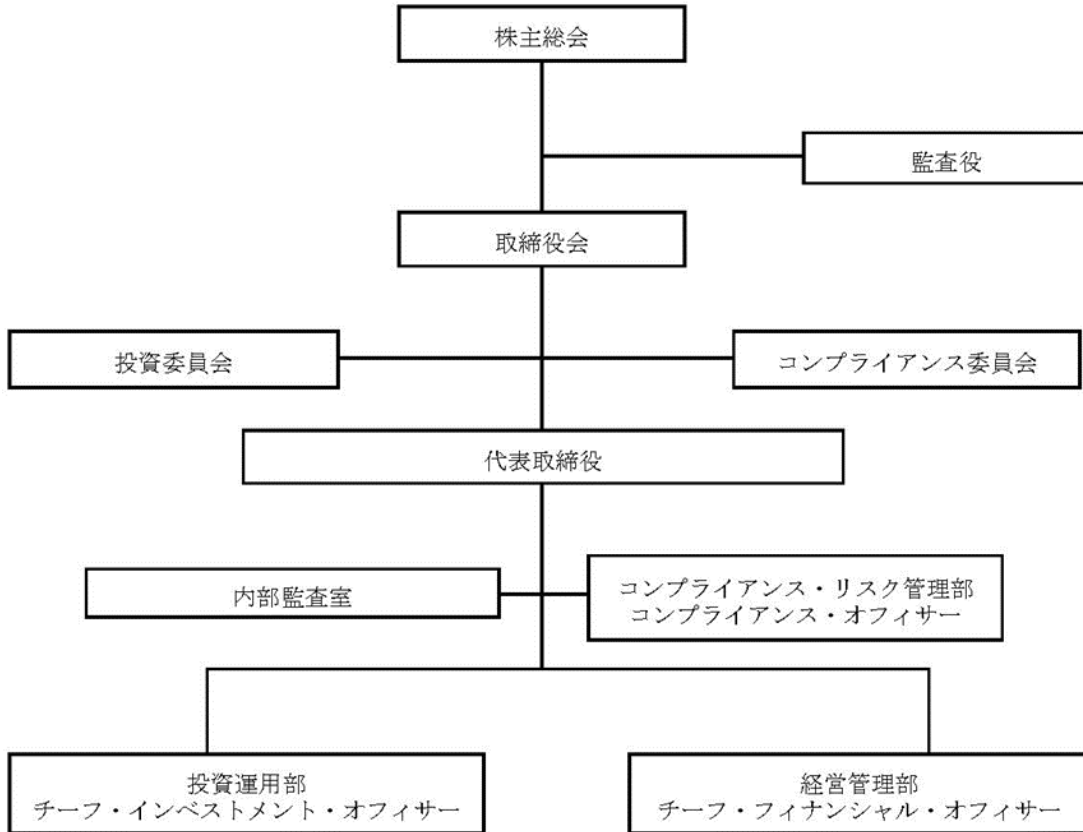 株主総会
監査役
取締役会
投資委員会
コンプライアンス委員会
代表取締役
内部監査室
コンプライアンス・リスク管理部
コンプライアンス・オフィサー
投資運用部
チーフ・インベストメント・オフィサー
経営管理部
チーフ・フィナンシャル・オフィサー